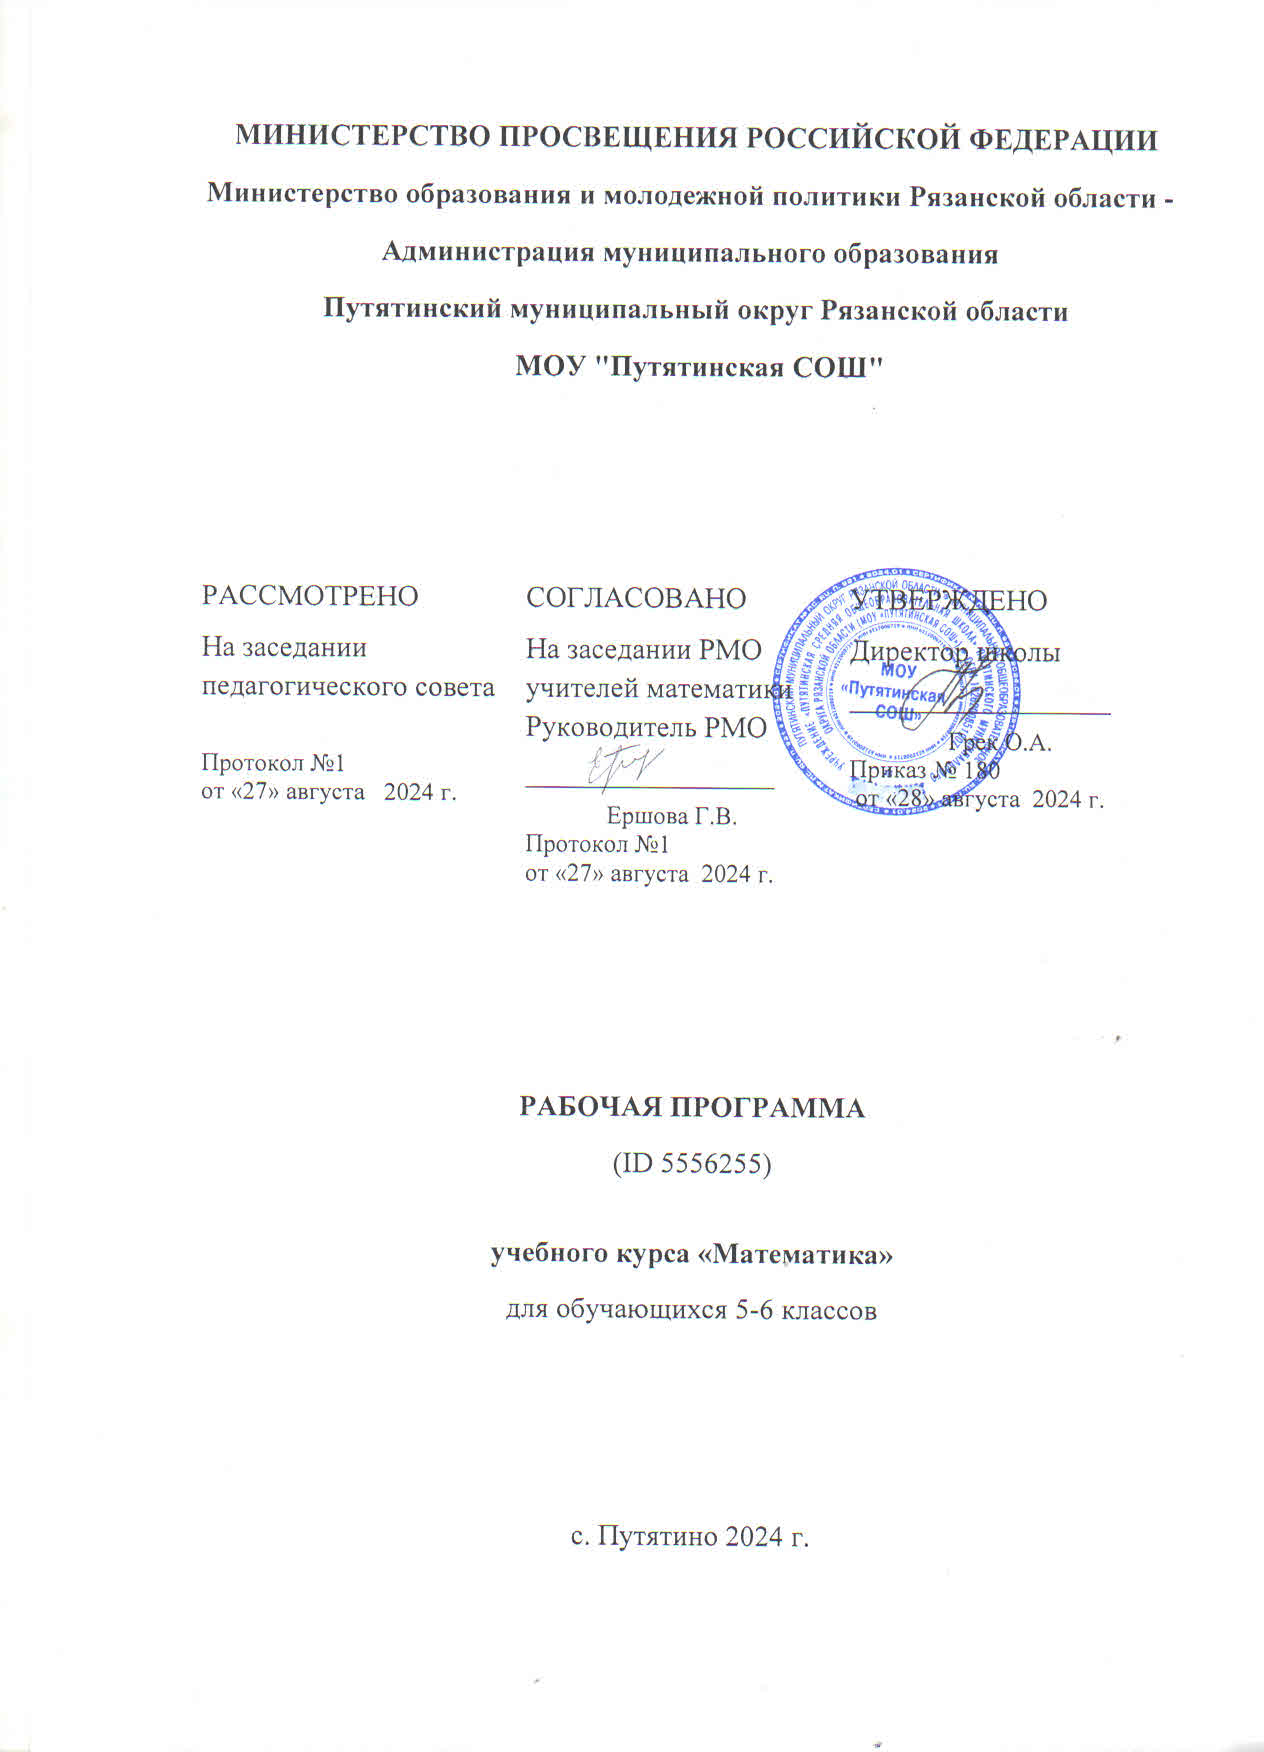 МИНИСТЕРСТВО ПРОСВЕЩЕНИЯ РОССИЙСКОЙ ФЕДЕРАЦИИ
Министерство образования и молодежной политики Рязанской области -
Администрация муниципального образования
Путятинский муниципальный округ Рязанской области
МОУ "Путятинская СОШ"
РАССМОТРЕНО
На заседании
педагогического совета
Протокол №1
от «27» августа 2024 г.
СОГЛАСОВАНО
На заседании РМО
учителей математики
Руководитель РМО
Ершова Г.В.
Протокол №1
от «27» августа 2024 г.
УТВЕРЖДЕНО
Директор школы
Грек О.А.
Приказ № 180
от «28» августа 2024 г.
МОУ
«Путятинская
СОШ»
РАБОЧАЯ ПРОГРАММА
(ID 5556255)
учебного курса «Математика»
для обучающихся 5-6 классов
с. Путятино 2024 г.